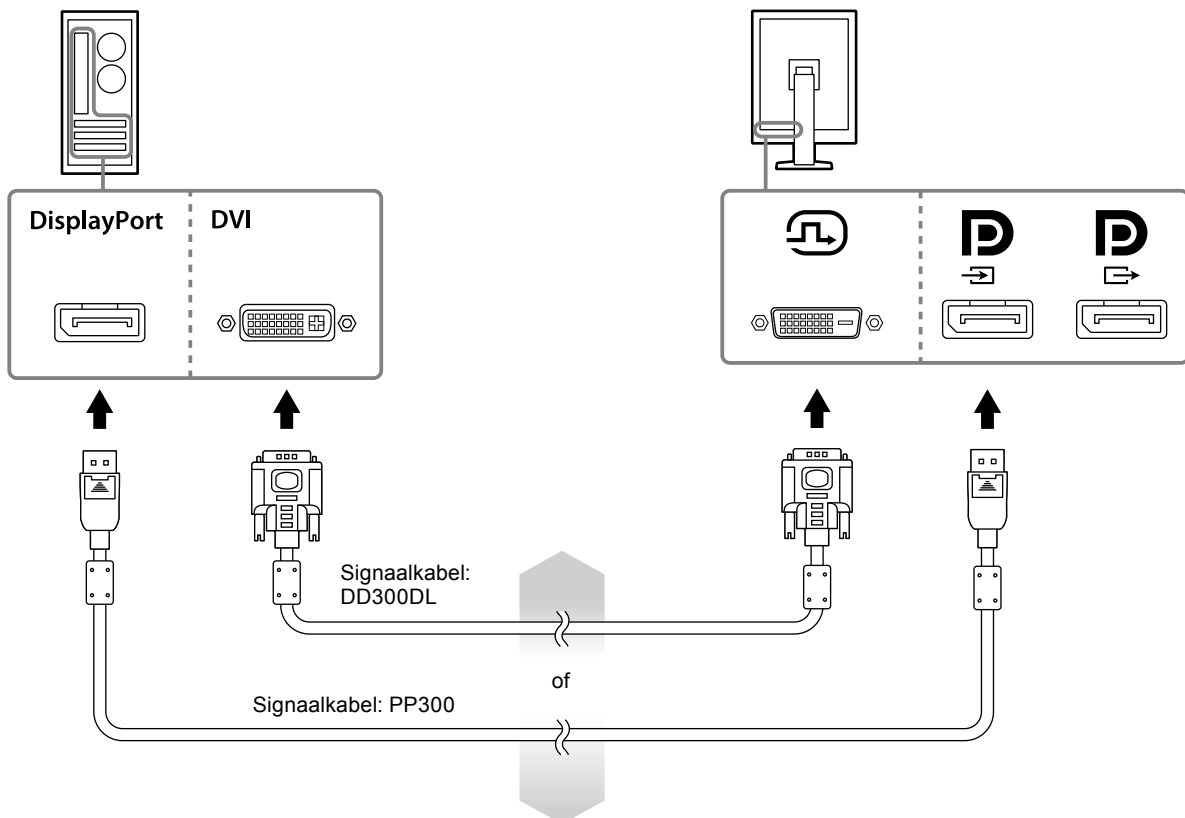 DisplayPort
DVI
Signaalkabel:
DD300DL
of
Signaalkabel: PP300